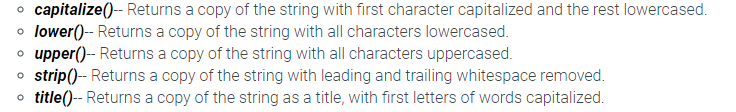 capitalize()-- Returns a copy of the string with first character capitalized and the rest lowercased.
lower()-- Returns a copy of the string with all characters lowercased.
upper()-- Returns a copy of the string with all characters uppercased.
strip()-- Returns a copy of the string with leading and trailing whitespace removed.
title()-- Returns a copy of the string as a title, with first letters of words capitalized.